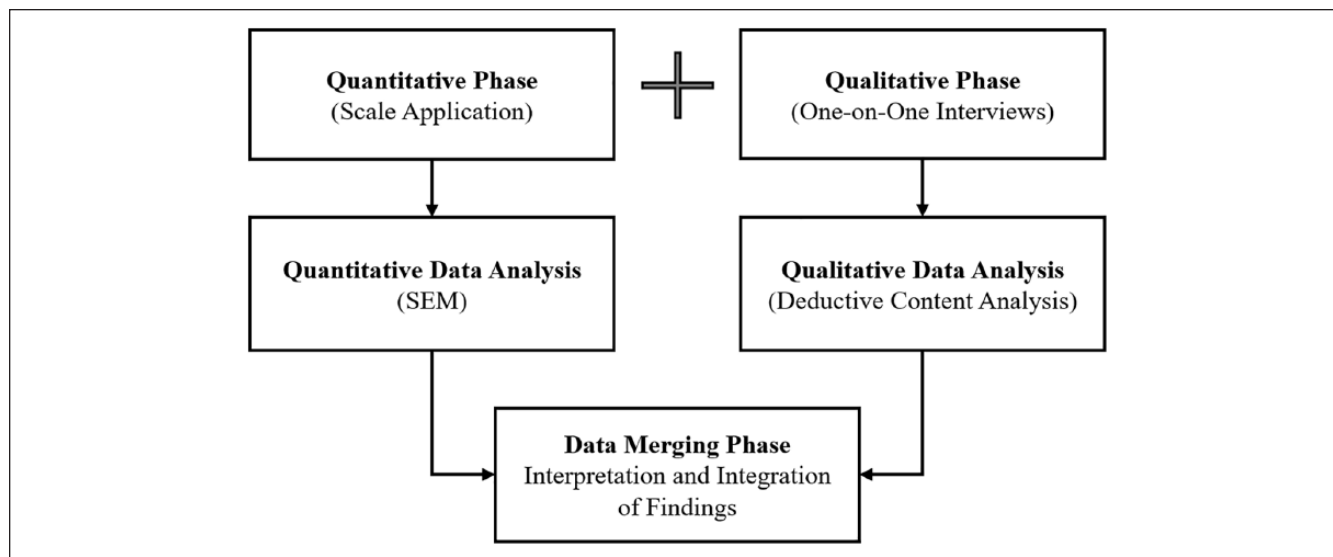 Quantitative Phase
(Scale Application)
Qualitative Phase
(One-on-One Interviews)
Quantitative Data Analysis
(SEM)
Qualitative Data Analysis
(Deductive Content Analysis)
Data Merging Phase
Interpretation and Integration
of Findings